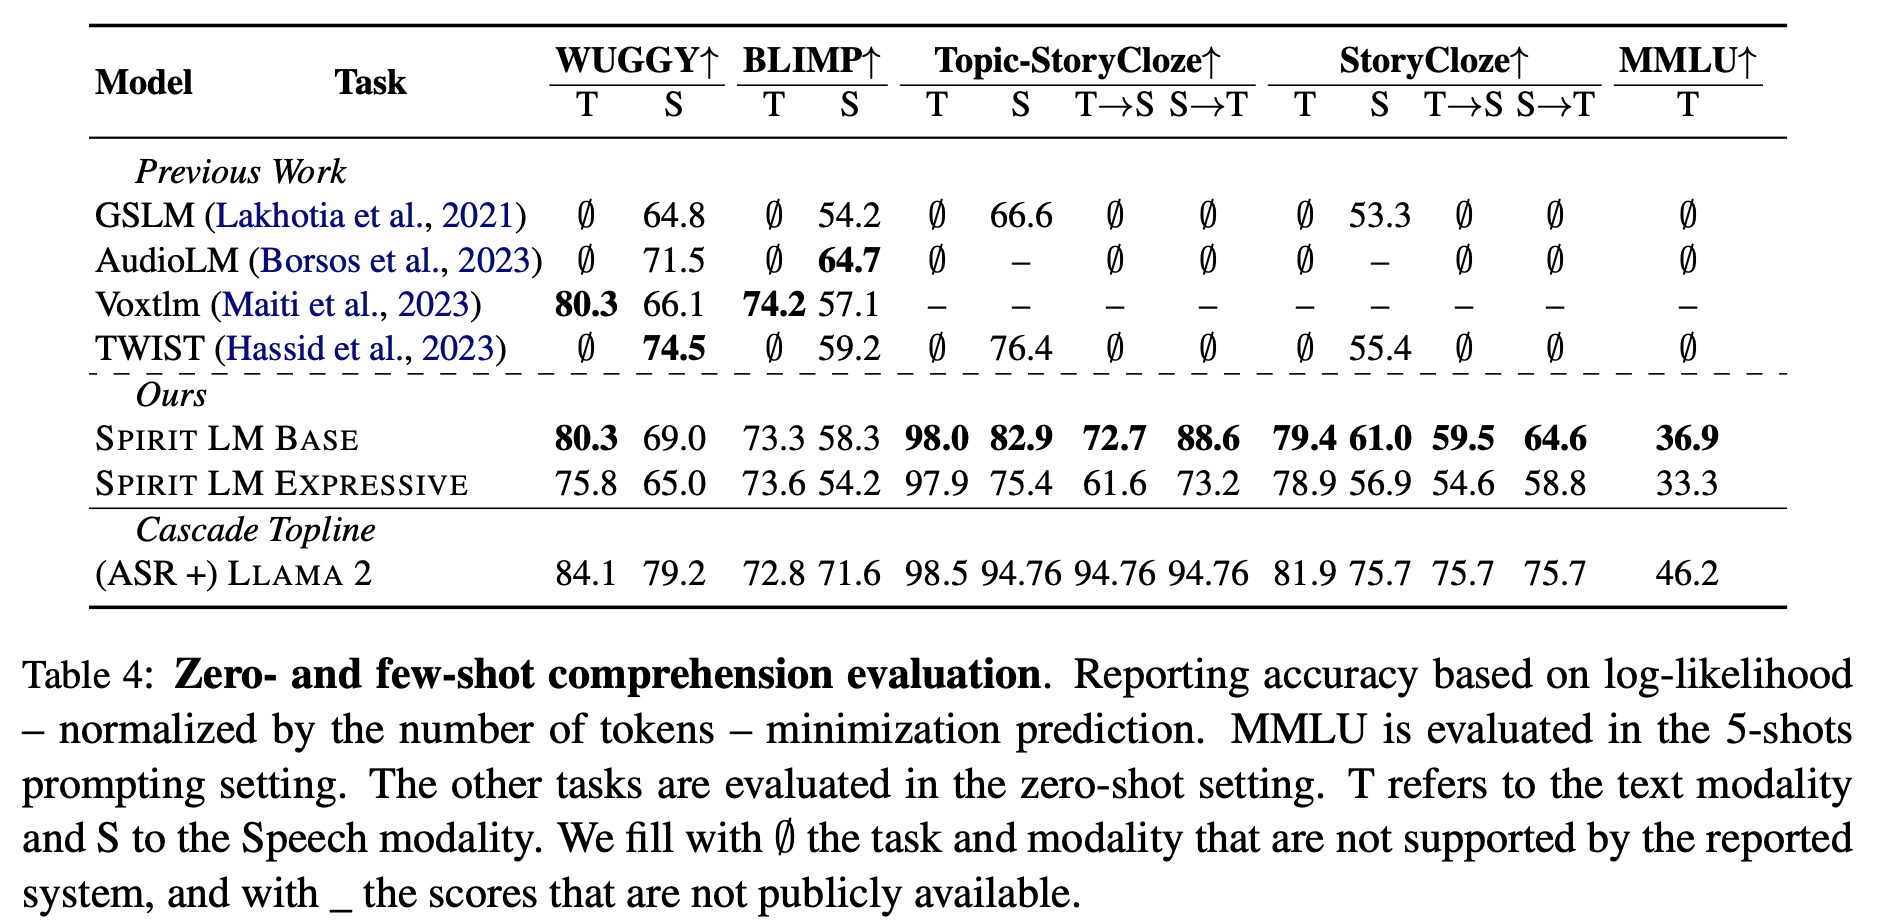 Model Task WUGGY↑ BLIMP↑ Topic-StoryCloze↑ StoryCloze↑ MMLU↑
T S T S T S T→S S→T T S T→S S→T T
Previous Work
GSLM (Lakhotia et al., 2021) ∅ 64.8 ∅ 54.2 ∅ 66.6 ∅ ∅ ∅ 53.3 ∅ ∅ ∅
AudioLM (Borsos et al., 2023) ∅ 71.5 ∅ 64.7 ∅ – ∅ ∅ ∅ – ∅ ∅ ∅
Voxtlm (Maiti et al., 2023) 80.3 66.1 74.2 57.1 – – – – – – – – –
TWIST (Hassid et al., 2023) ∅ 74.5 ∅ 59.2 ∅ 76.4 ∅ ∅ ∅ 55.4 ∅ ∅ ∅
Ours
SPIRIT LM BASE 80.3 69.0 73.3 58.3 98.0 82.9 72.7 88.6 79.4 61.0 59.5 64.6 36.9
SPIRIT LM EXPRESSIVE 75.8 65.0 73.6 54.2 97.9 75.4 61.6 73.2 78.9 56.9 54.6 58.8 33.3
Cascade Topline
(ASR +) LLAMA 2 84.1 79.2 72.8 71.6 98.5 94.76 94.76 94.76 81.9 75.7 75.7 75.7 46.2
Table 4: Zero- and few-shot comprehension evaluation. Reporting accuracy based on log-likelihood
– normalized by the number of tokens – minimization prediction. MMLU is evaluated in the 5-shots
prompting setting. The other tasks are evaluated in the zero-shot setting. T refers to the text modality
and S to the Speech modality. We fill with ∅ the task and modality that are not supported by the reported
system, and with _ the scores that are not publicly available.